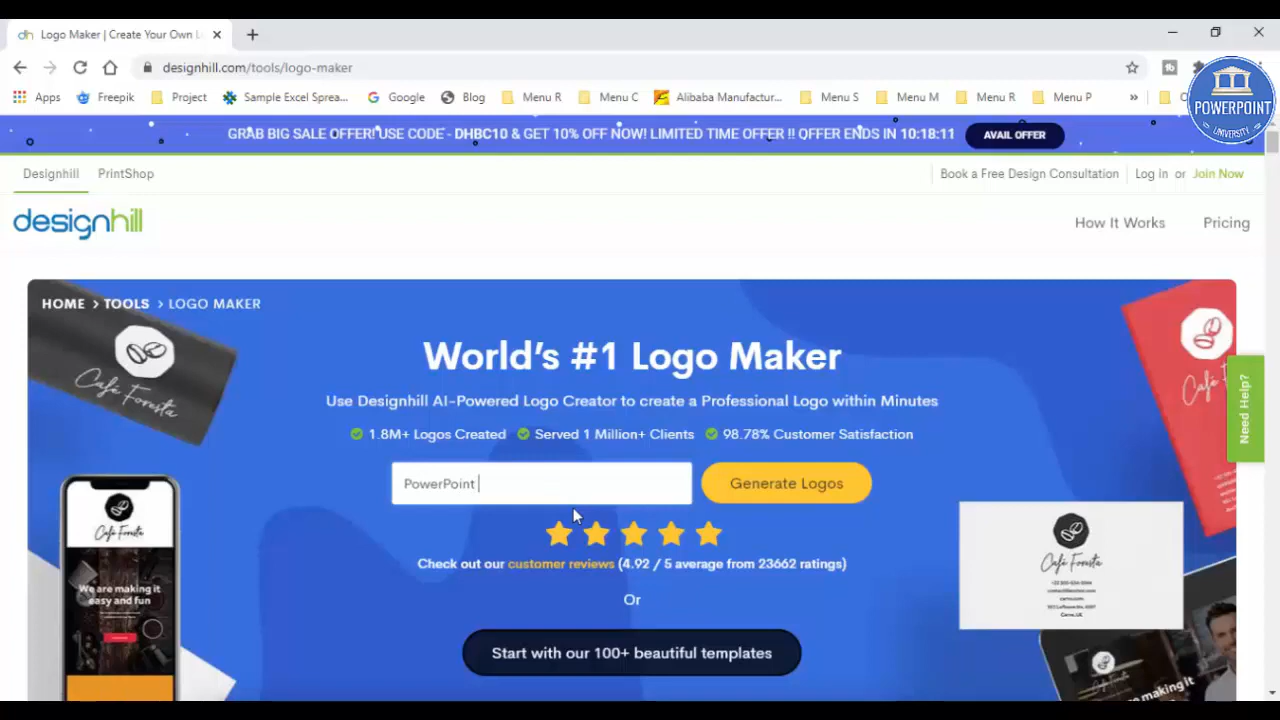 Logo Maker | Create Your Own L
designhill.com/tools/logo-maker
Apps Freepik Project Sample Excel Sprea... Google Blog Menu R Menu C Alibaba Manufactur... Menu S Menu M Menu R Menu P »
POWERPOINT
UNIVERSITY
GRAB BIG SALE OFFER! USE CODE - DHBC10 & GET 10% OFF NOW! LIMITED TIME OFFER !! OFFER ENDS IN 10:18:11 AVAIL OFFER
Designhill PrintShop Book a Free Design Consultation Log in or Join Now
designhill How It Works Pricing
HOME > TOOLS > LOGO MAKER
World's #1 Logo Maker
Café Foresta
Use Designhill AI-Powered Logo Creator to create a Professional Logo within Minutes
Need Help?
1.8M+ Logos Created Served 1 Million+ Clients 98.78% Customer Satisfaction
PowerPoint Generate Logos
Café Foresta
Check out our customer reviews (4.92 / 5 average from 23662 ratings)
Café Foresta
Or
We are making it
easy and fun
Start with our 100+ beautiful templates